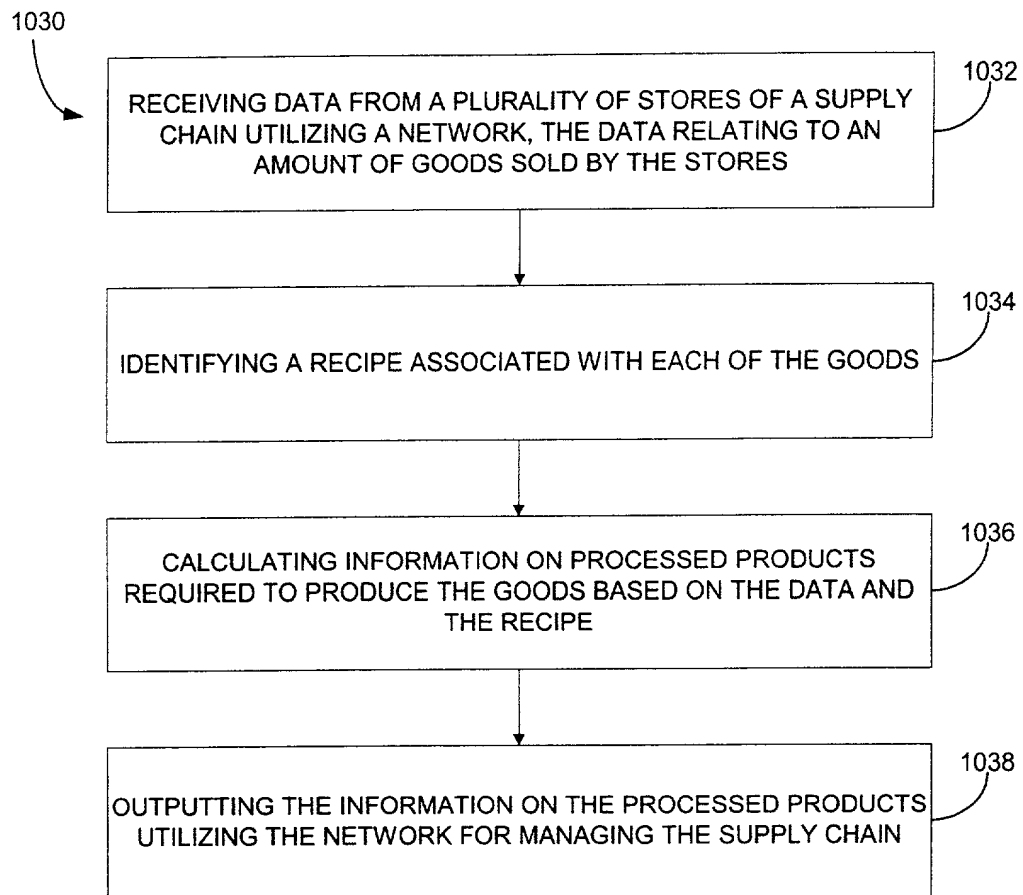 1030
1032
RECEIVING DATA FROM A PLURALITY OF STORES OF A SUPPLY
CHAIN UTILIZING A NETWORK, THE DATA RELATING TO AN
AMOUNT OF GOODS SOLD BY THE STORES
1034
IDENTIFYING A RECIPE ASSOCIATED WITH EACH OF THE GOODS
1036
CALCULATING INFORMATION ON PROCESSED PRODUCTS
REQUIRED TO PRODUCE THE GOODS BASED ON THE DATA AND
THE RECIPE
1038
OUTPUTTING THE INFORMATION ON THE PROCESSED PRODUCTS
UTILIZING THE NETWORK FOR MANAGING THE SUPPLY CHAIN